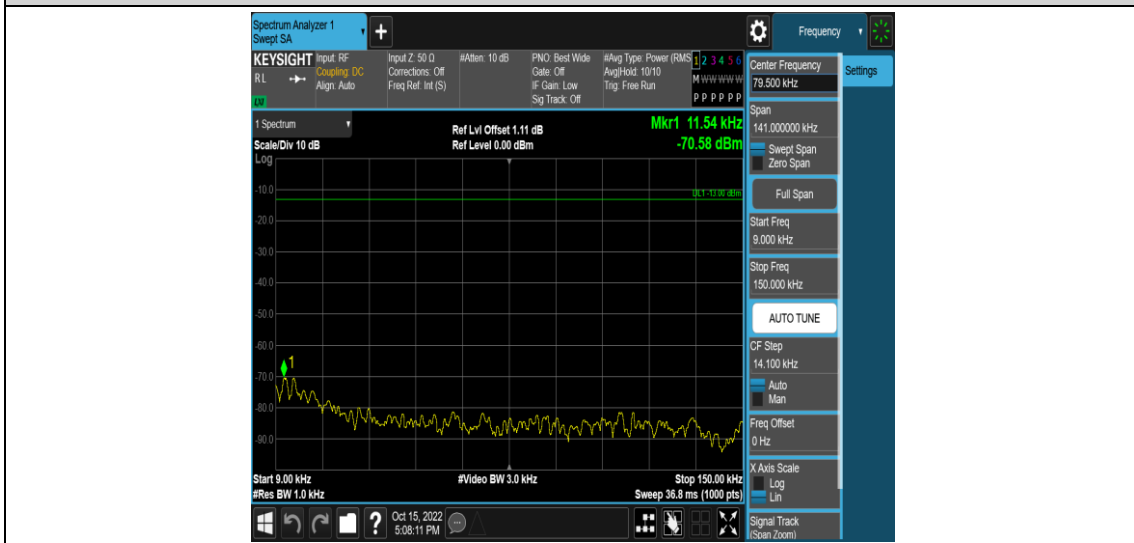 Spectrum Analyzer 1
Swept SA
+
Frequency
KEYSIGHT
RL
LXI
Input: RF
Coupling: DC
Align: Auto
Input Z: 50 Ω
Corrections: Off
Freq Ref: Int (S)
#Atten: 10 dB
PNO: Best Wide
Gate: Off
IF Gain: Low
Sig Track: Off
#Avg Type: Power (RMS
Avg|Hold: 10/10
Trig: Free Run
1 2 3 4 5 6
M W W W W W
P P P P P P
Center Frequency
79.500 kHz
Settings
Span
141.000000 kHz
Swept Span
Zero Span
Full Span
Start Freq
9.000 kHz
Stop Freq
150.000 kHz
AUTO TUNE
CF Step
14.100 kHz
Auto
Man
Freq Offset
0 Hz
X Axis Scale
Log
Lin
Signal Track
(Span Zoom)
1 Spectrum
Scale/Div 10 dB
Ref Lvl Offset 1.11 dB
Ref Level 0.00 dBm
Mkr1 11.54 kHz
-70.58 dBm
Log
-10.0
DL1 -13.00 dBm
-20.0
-30.0
-40.0
-50.0
-60.0
1
-70.0
-80.0
-90.0
Start 9.00 kHz
#Video BW 3.0 kHz
Stop 150.00 kHz
#Res BW 1.0 kHz
Sweep 36.8 ms (1000 pts)
?
Oct 15, 2022
5:08:11 PM